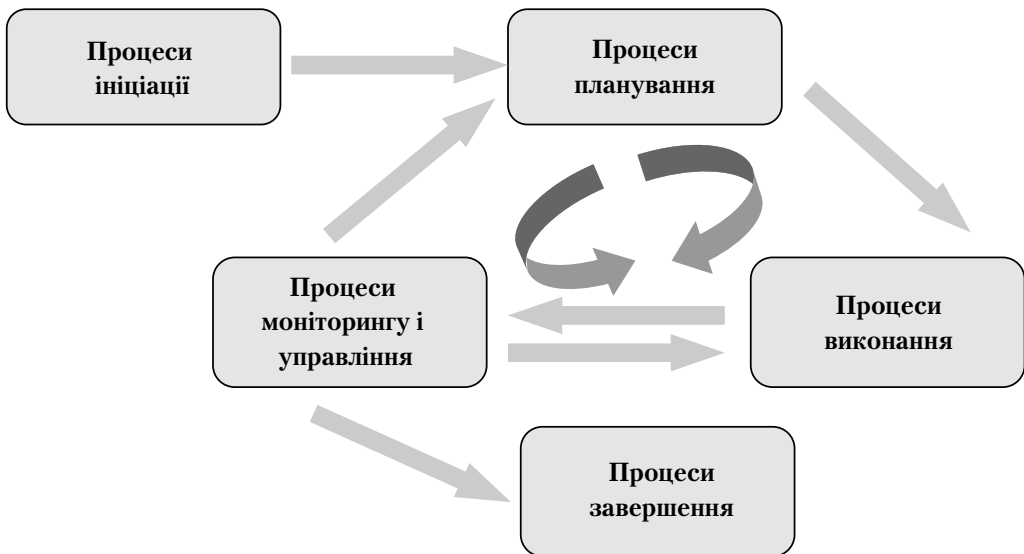 Процеси
ініціації
Процеси
планування
Процеси
моніторингу і
управління
Процеси
виконання
Процеси
завершення